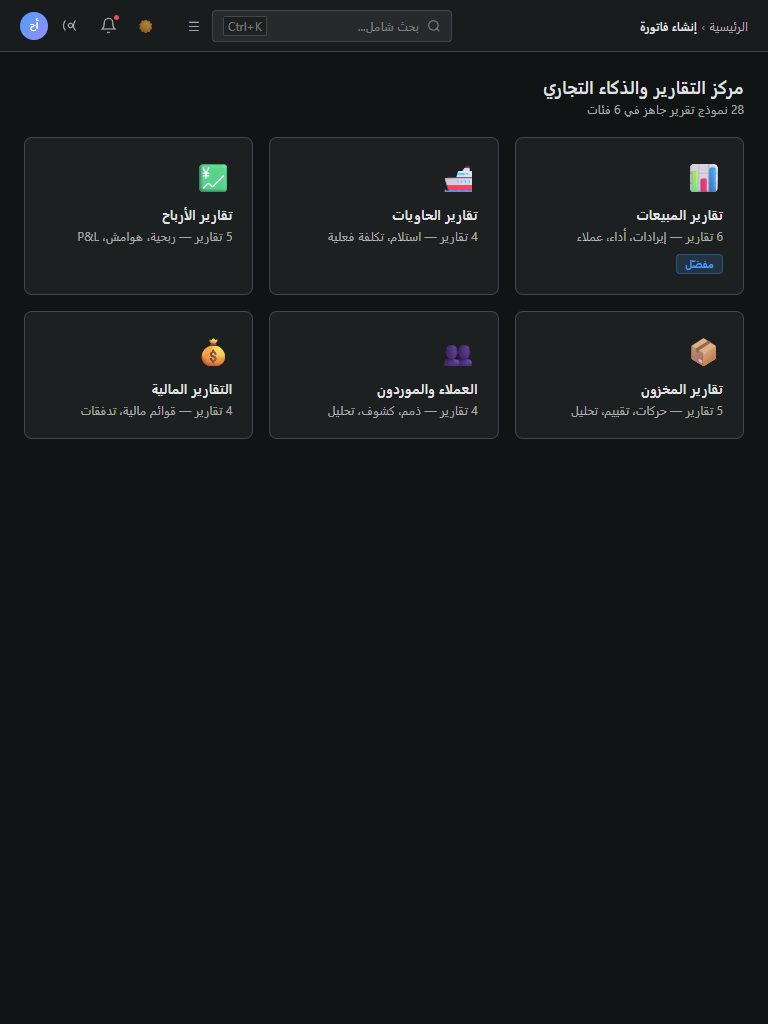 الرئيسية › إنشاء فاتورة
بحث شامل...
Ctrl+K
أح
مركز التقارير والذكاء التجاري
28 نموذج تقرير جاهز في 6 فئات
تقارير المبيعات
6 تقارير — إيرادات، أداء، عملاء
مفضّل
تقارير الحاويات
4 تقارير — استلام، تكلفة فعلية
تقارير الأرباح
5 تقارير — ربحية، هوامش، P&L
تقارير المخزون
5 تقارير — حركات، تقييم، تحليل
العملاء والموردون
4 تقارير — ذمم، كشوف، تحليل
التقارير المالية
4 تقارير — قوائم مالية، تدفقات